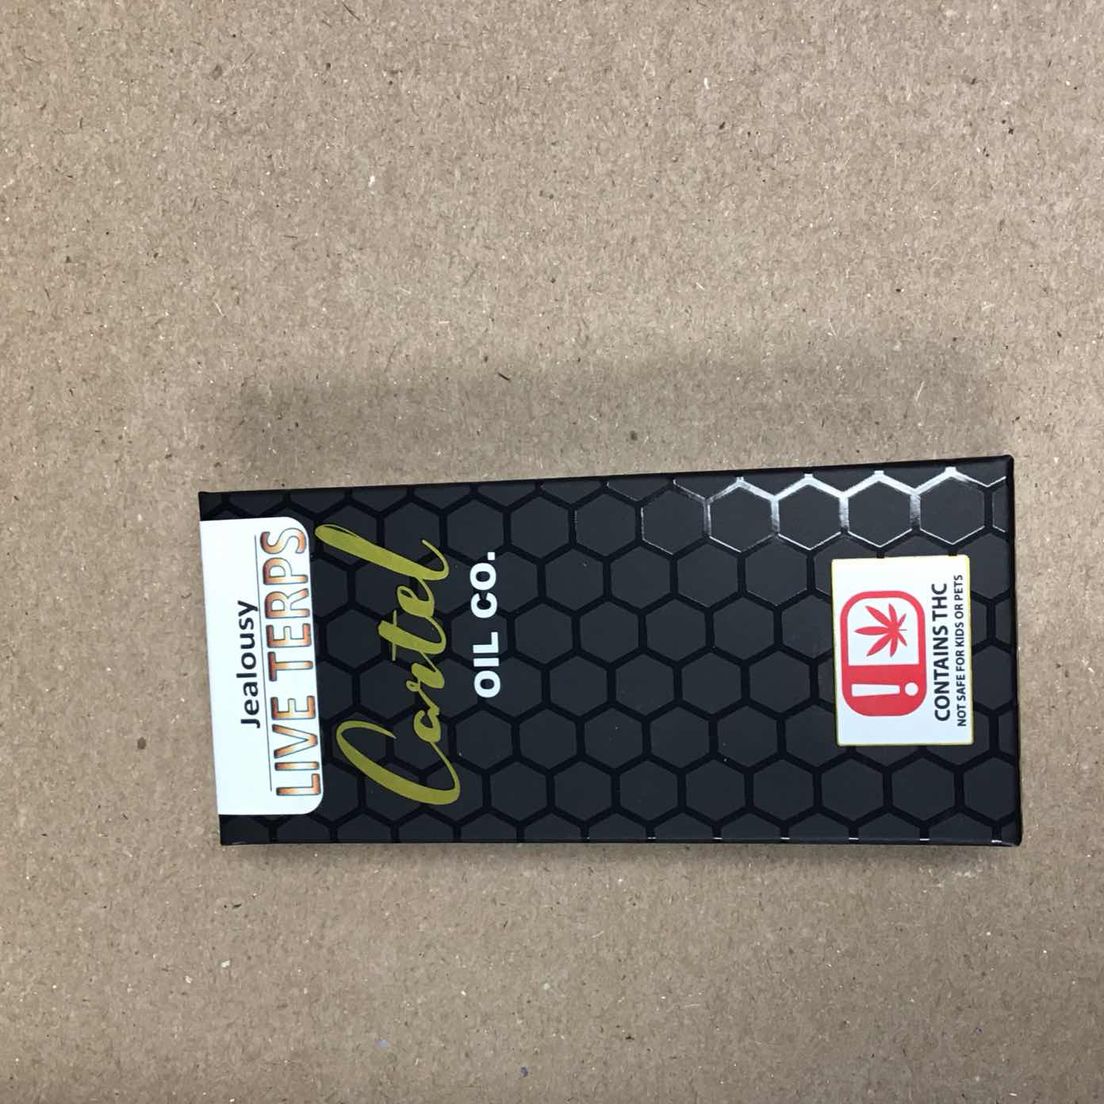 Jealousy
LIVE TERPS
Cartel
OIL CO.
!
CONTAINS THC
NOT SAFE FOR KIDS OR PETS